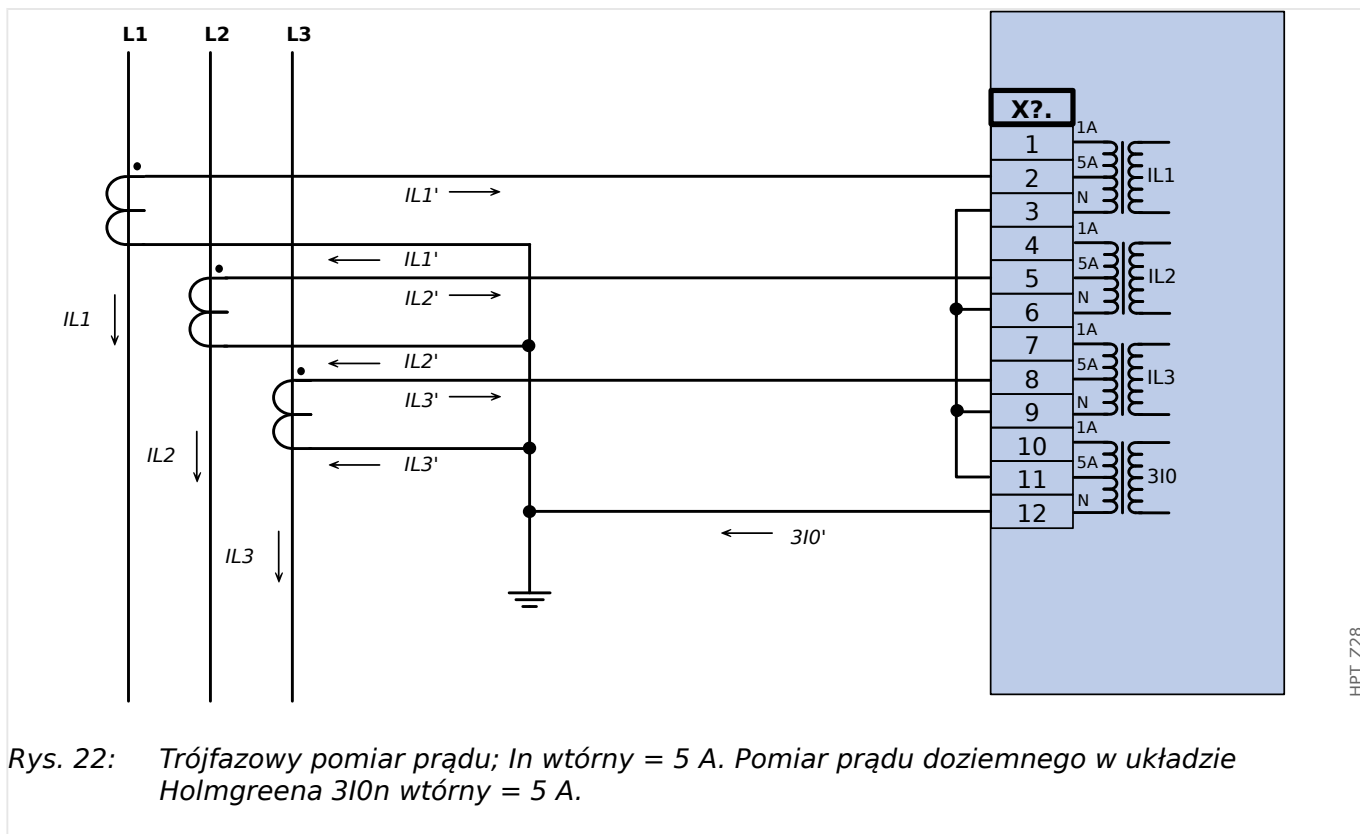 L1 L2 L3
X?.
1 1A
2 5A IL1
3 N
4 1A
5 5A IL2
6 N
7 1A
8 5A IL3
9 N
10 1A
11 5A 3I0
12 N
IL1'
IL1'
IL2'
IL1
IL2'
IL3'
IL2
IL3'
3I0'
IL3
HPT_Z28
Rys. 22: Trójfazowy pomiar prądu; In wtórny = 5 A. Pomiar prądu doziemnego w układzie
Holmgreena 3I0n wtórny = 5 A.